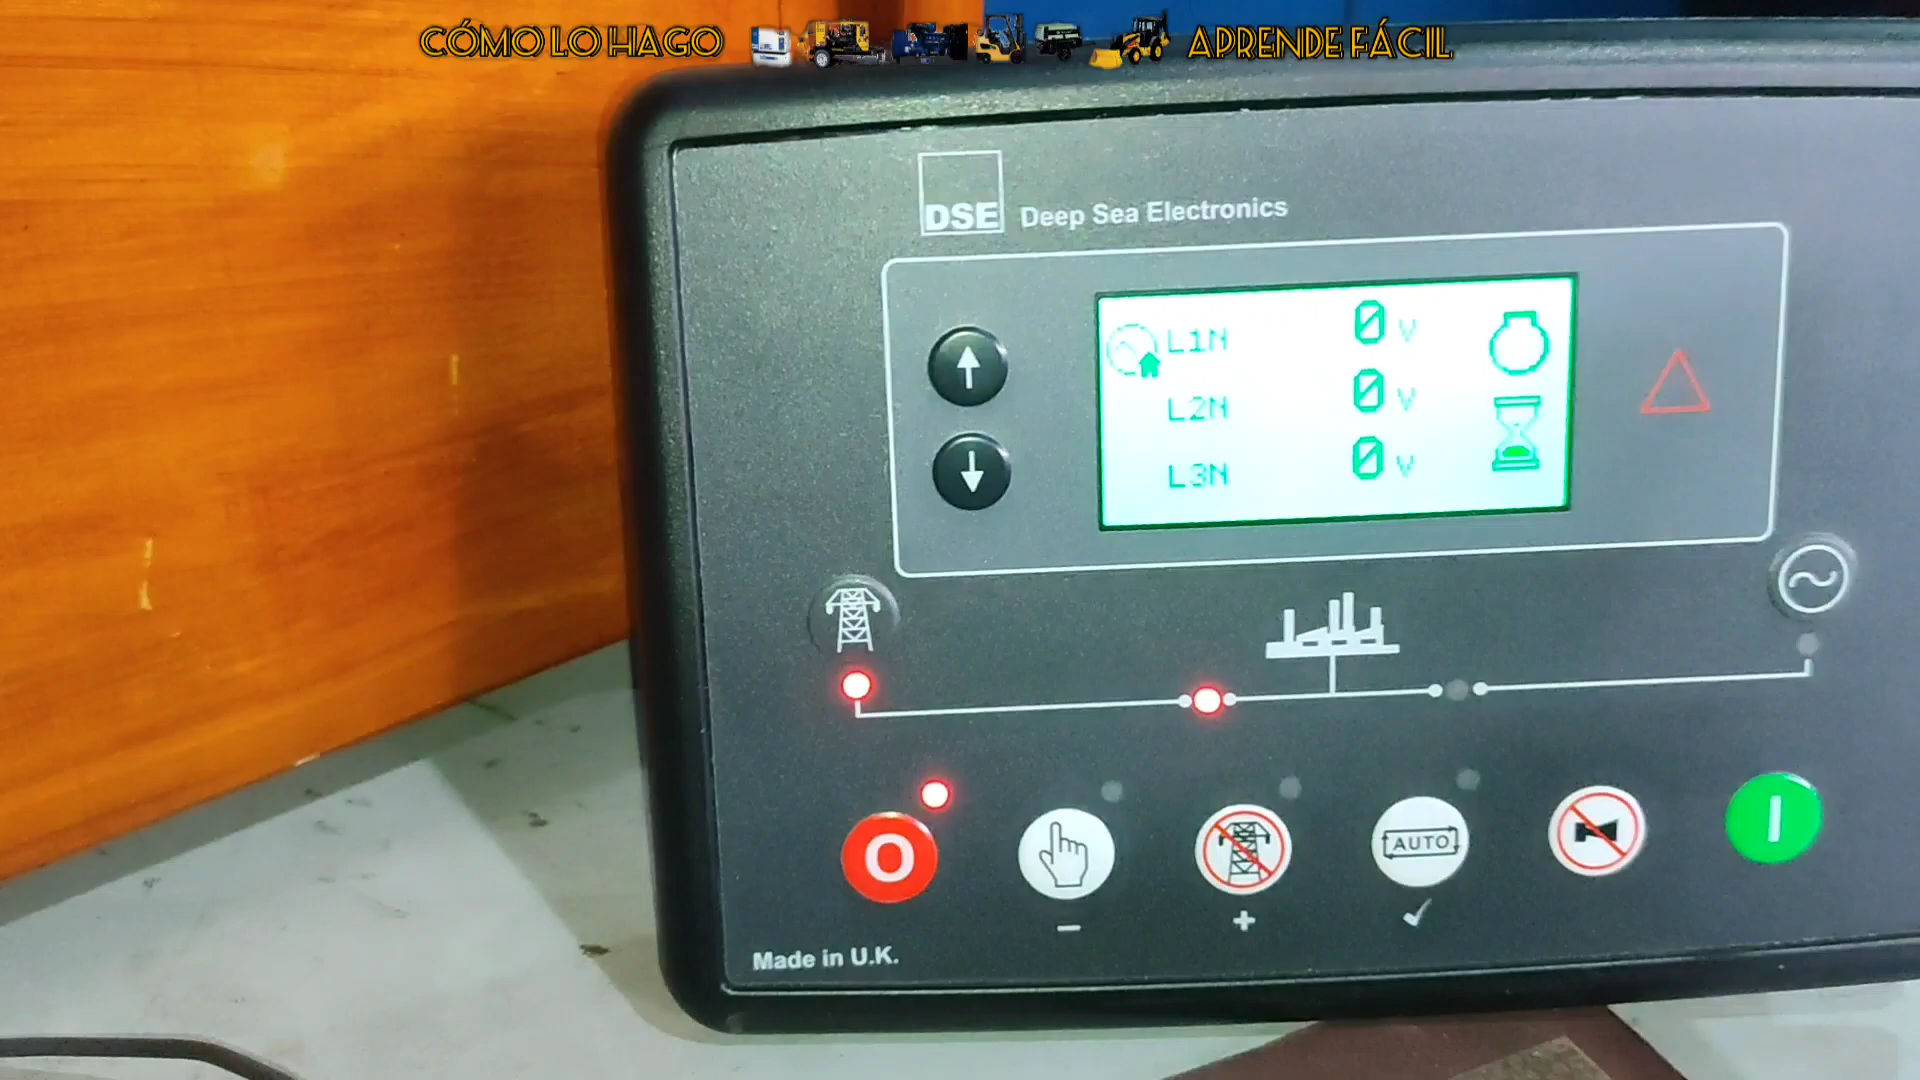 CÓMO LO HAGO APRENDE FÁCIL
DSE Deep Sea Electronics
L1N 0 V
L2N 0 V
L3N 0 V
O
AUTO
I
− +
Made in U.K.